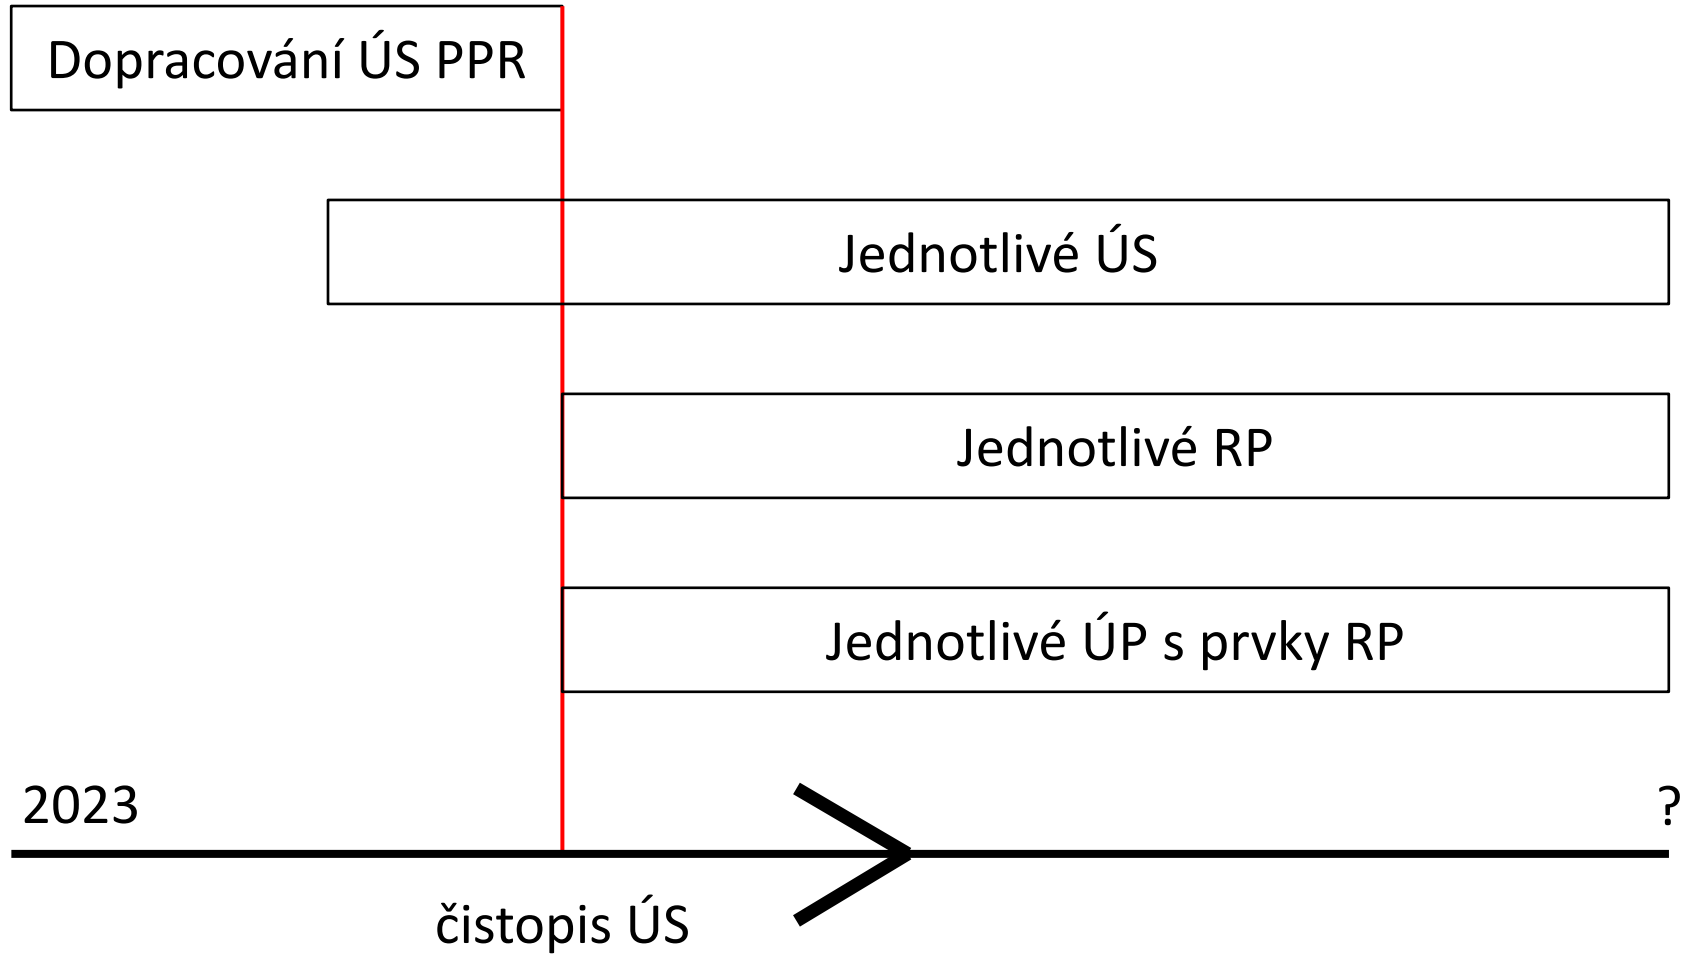 Dopracování ÚS PPR
Jednotlivé ÚS
Jednotlivé RP
Jednotlivé ÚP s prvky RP
2023
?
čistopis ÚS